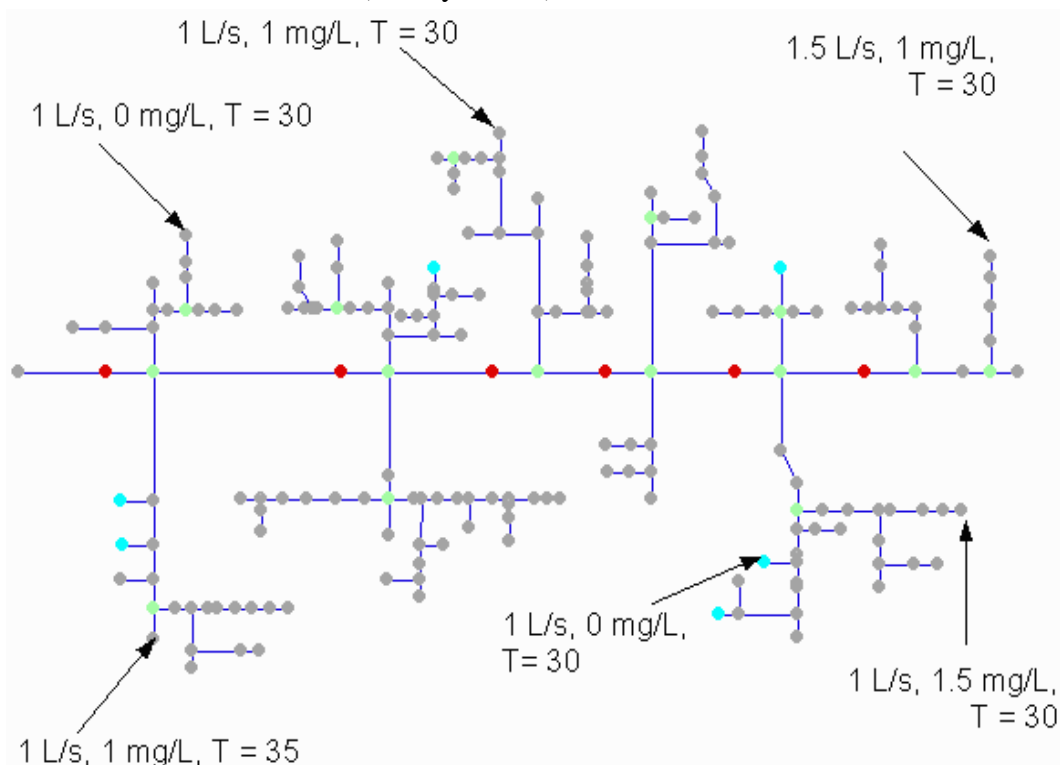 1 L/s, 1 mg/L, T = 30
1.5 L/s, 1 mg/L,
T = 30
1 L/s, 0 mg/L, T = 30
1 L/s, 0 mg/L,
T= 30
1 L/s, 1.5 mg/L,
T = 30
1 L/s, 1 mg/L, T = 35